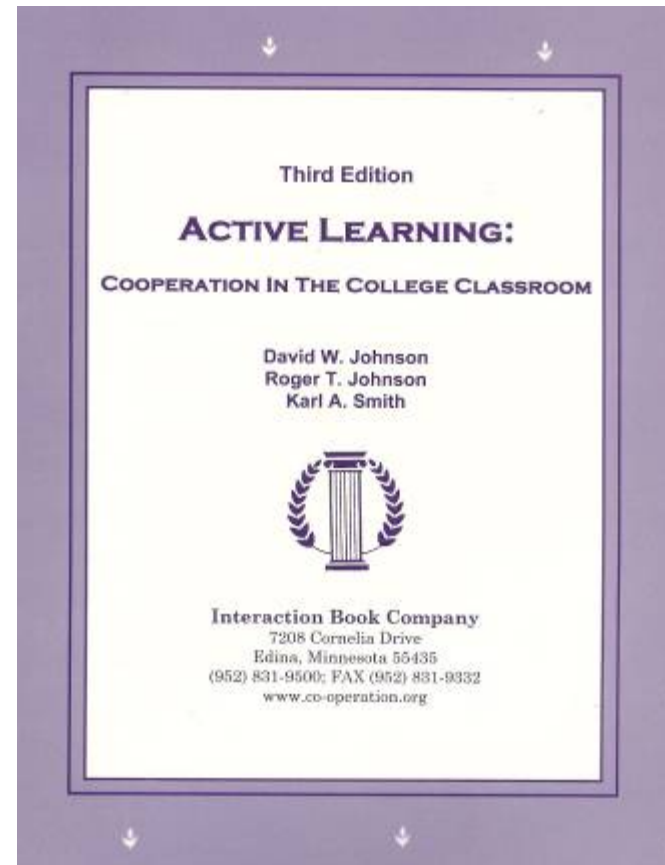 Third Edition
ACTIVE LEARNING:
COOPERATION IN THE COLLEGE CLASSROOM
David W. Johnson
Roger T. Johnson
Karl A. Smith
Interaction Book Company
7208 Cornelia Drive
Edina, Minnesota 55435
(952) 831-9500; FAX (952) 831-9332
www.co-operation.org